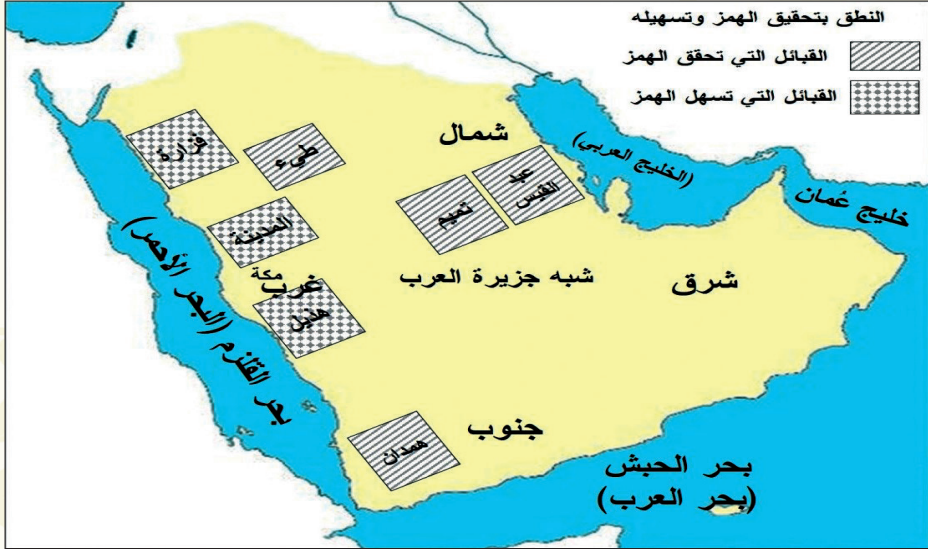 النطق بتحقيق الهمز وتسهيله
القبائل التي تحقق الهمز
القبائل التي تسهل الهمز
شمال
(الخليج العربي)
خليج عُمان
فزارة
طيء
عبد
القيس
تميم
المدينة
مكة
غرب
هذيل
شبه جزيرة العرب
شرق
بحر القلزم (البحر الأحمر)
جنوب
همدان
بحر الحبش
(بحر العرب)